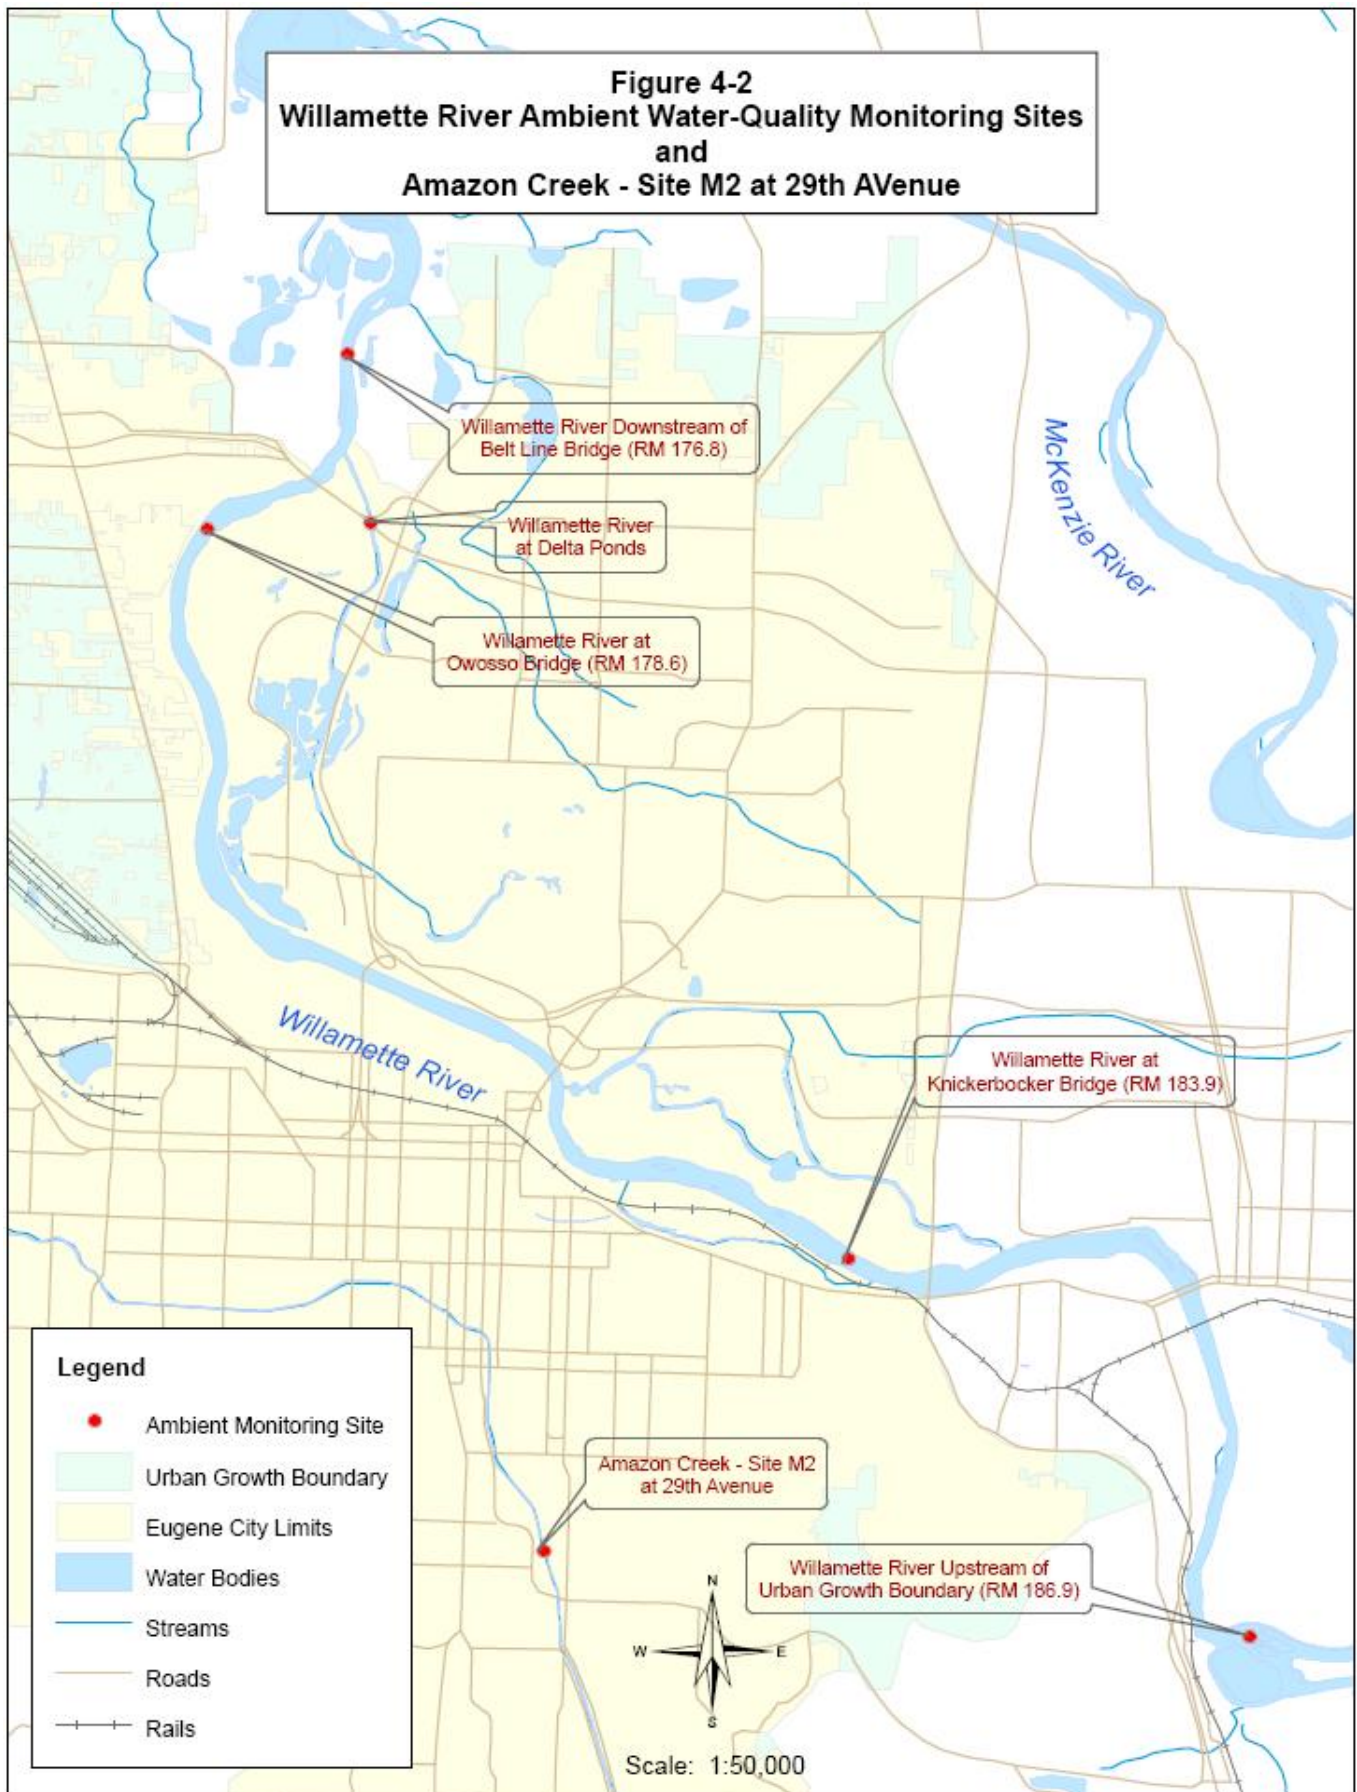 Figure 4-2
Willamette River Ambient Water-Quality Monitoring Sites
and
Amazon Creek - Site M2 at 29th AVenue
Willamette River Downstream of
Belt Line Bridge (RM 176.8)
McKenzie River
Willamette River
at Delta Ponds
Willamette River at
Owosso Bridge (RM 178.6)
Willamette River
Willamette River at
Knickerbocker Bridge (RM 183.9)
Amazon Creek - Site M2
at 29th Avenue
Willamette River Upstream of
Urban Growth Boundary (RM 186.9)
Legend
Ambient Monitoring Site
Urban Growth Boundary
Eugene City Limits
Water Bodies
Streams
Roads
Rails
N
W E
S
Scale: 1:50,000